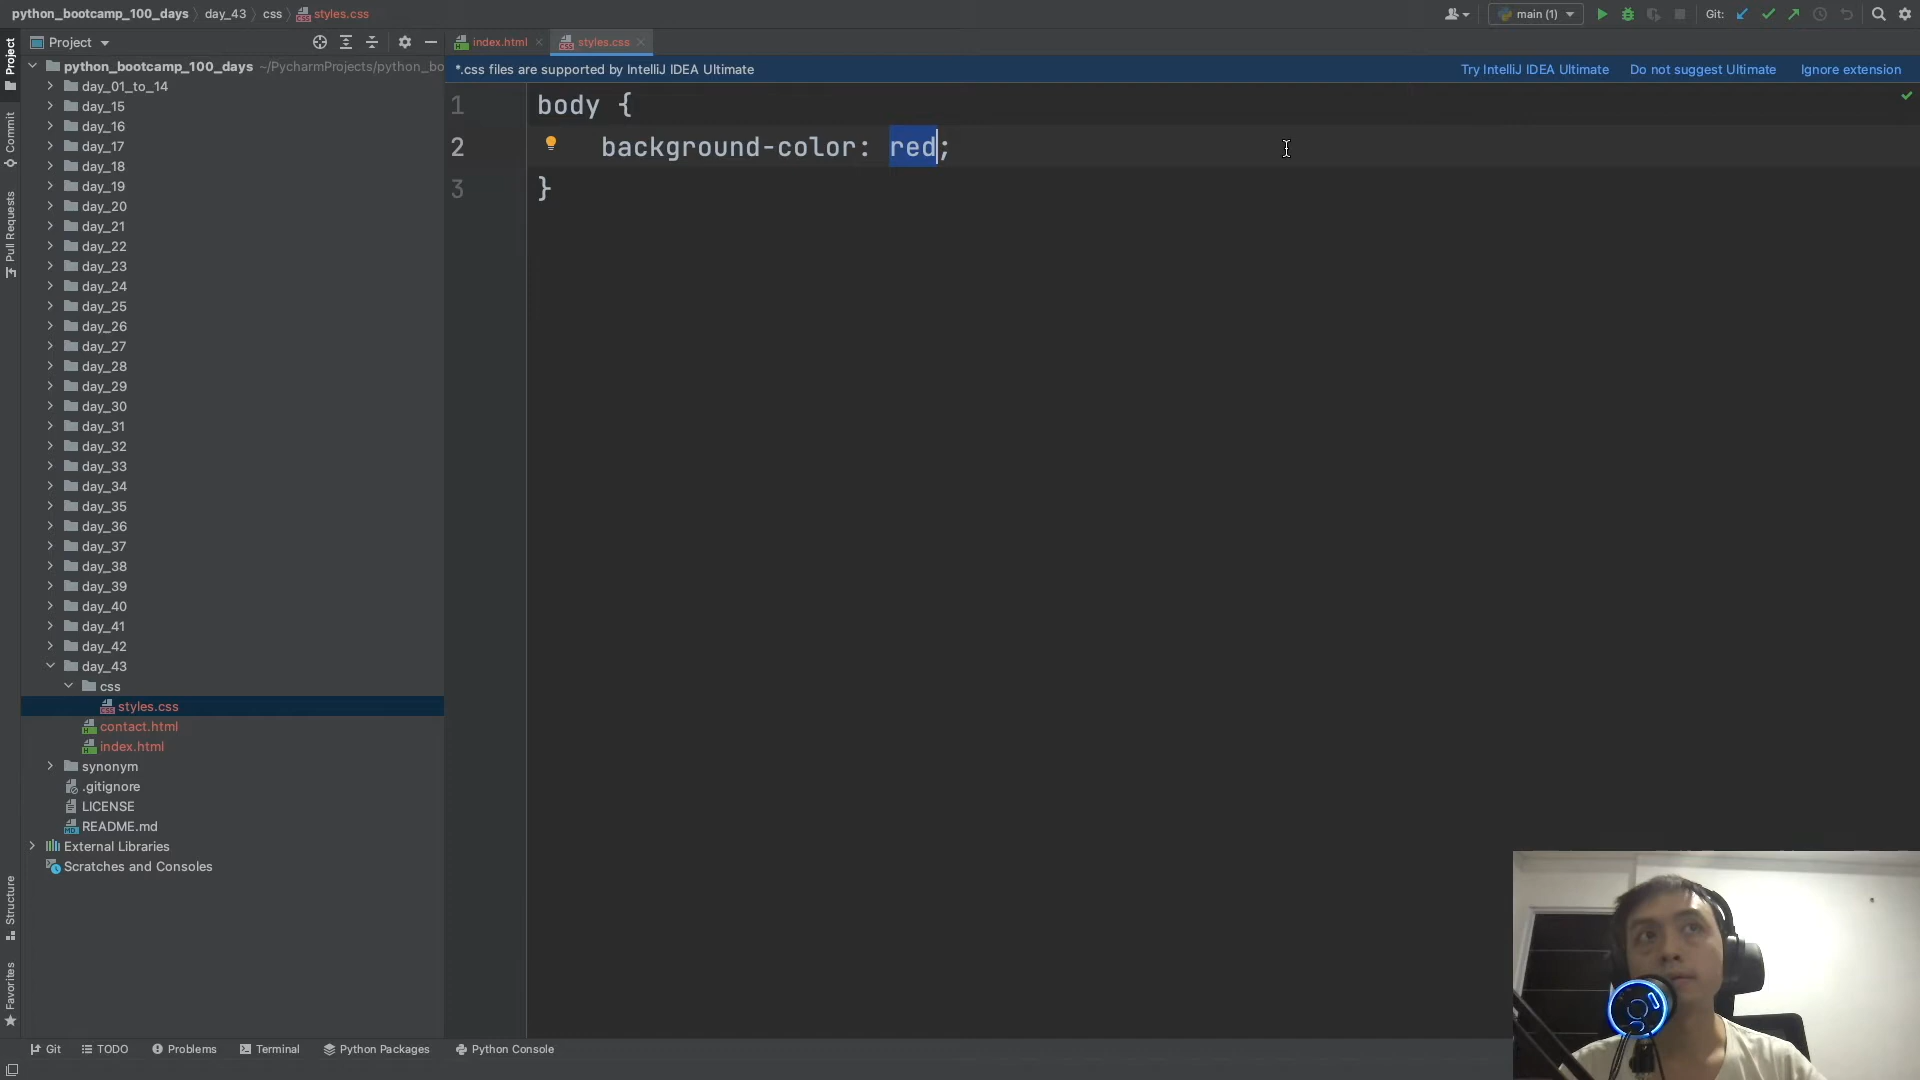 python_bootcamp_100_days
day_43
css
styles.css
main (1)
Git:
Project
Commit
Pull Requests
Structure
Favorites
Project
python_bootcamp_100_days ~/PycharmProjects/python_bo
day_01_to_14
day_15
day_16
day_17
day_18
day_19
day_20
day_21
day_22
day_23
day_24
day_25
day_26
day_27
day_28
day_29
day_30
day_31
day_32
day_33
day_34
day_35
day_36
day_37
day_38
day_39
day_40
day_41
day_42
day_43
css
styles.css
contact.html
index.html
synonym
.gitignore
LICENSE
README.md
External Libraries
Scratches and Consoles
index.html
styles.css
*.css files are supported by IntelliJ IDEA Ultimate
Try IntelliJ IDEA Ultimate
Do not suggest Ultimate
Ignore extension
1 body {
2 background-color: red;
3 }
Git
TODO
Problems
Terminal
Python Packages
Python Console